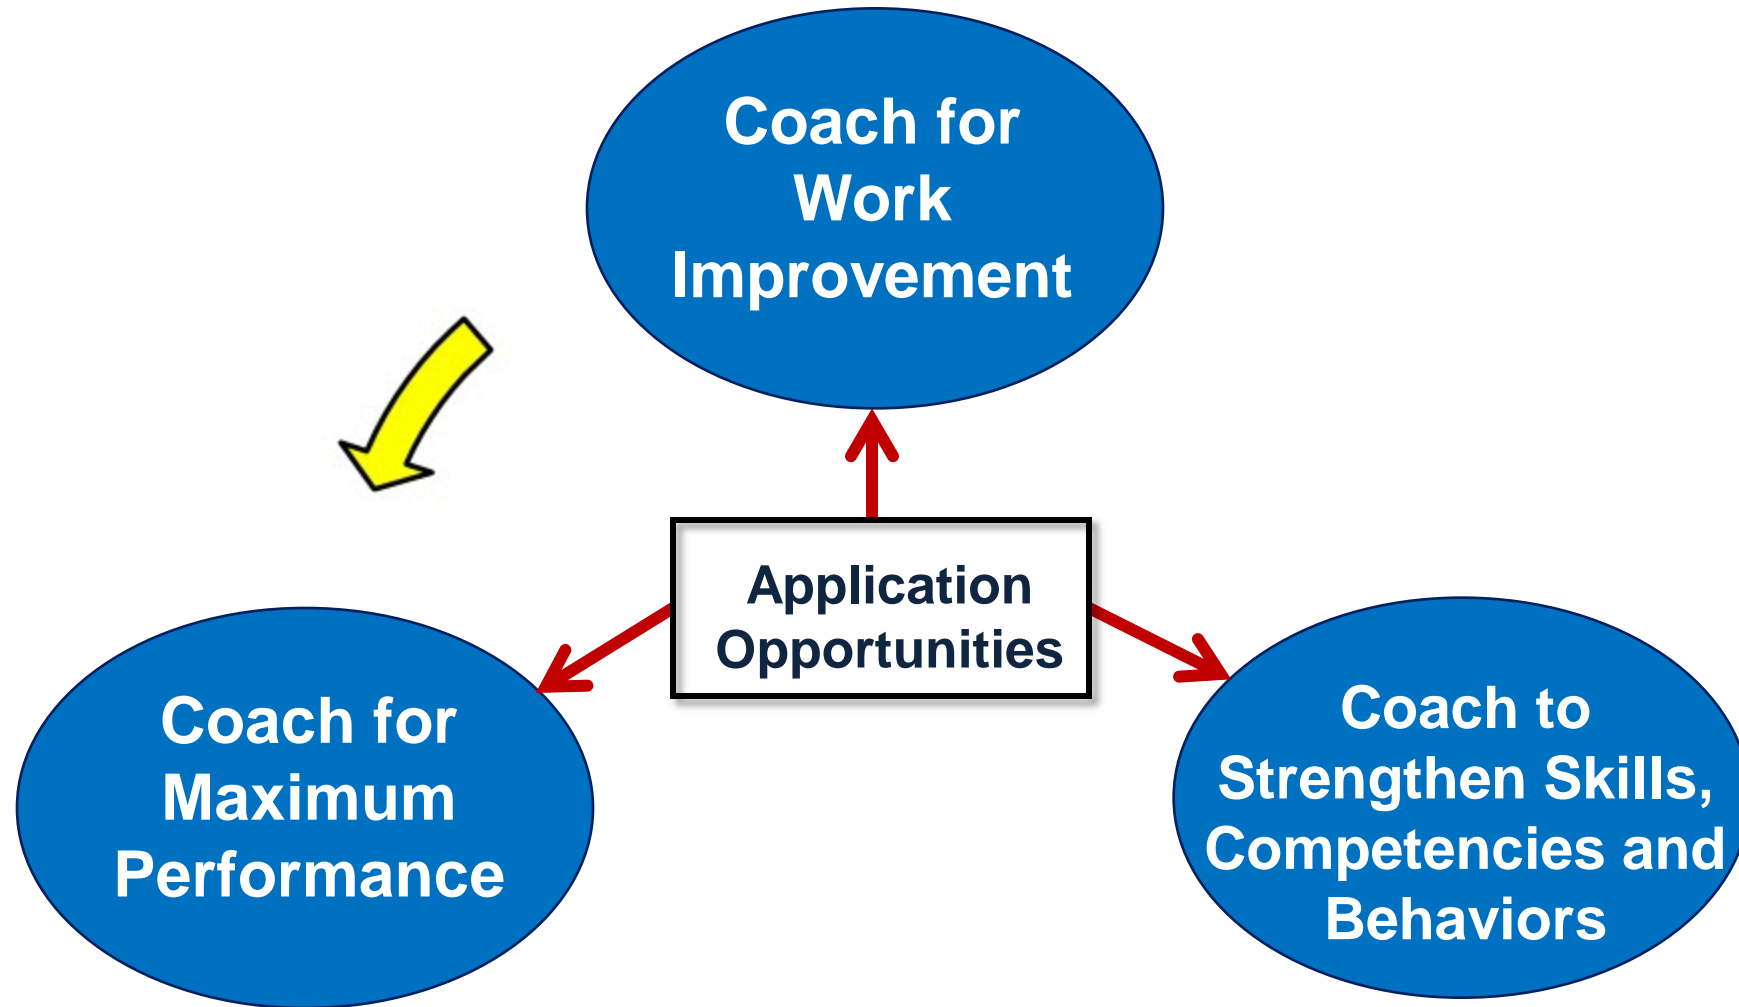 Coach for
Work
Improvement
Application
Opportunities
Coach for
Maximum
Performance
Coach to
Strengthen Skills,
Competencies and
Behaviors